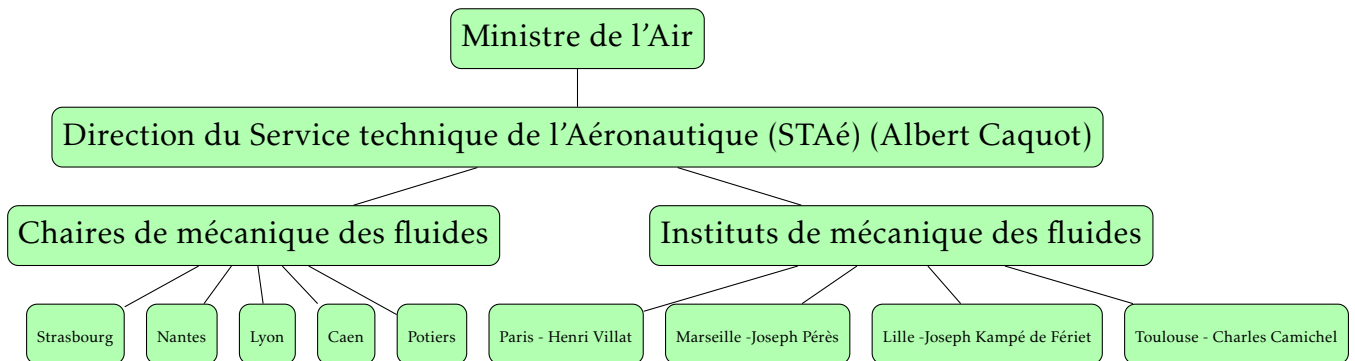 Ministre de l'Air
Direction du Service technique de l'Aéronautique (STAé) (Albert Caquot)
Chaires de mécanique des fluides
Instituts de mécanique des fluides
Strasbourg
Nantes
Lyon
Caen
Potiers
Paris - Henri Villat
Marseille -Joseph Pérès
Lille -Joseph Kampé de Fériet
Toulouse - Charles Camichel